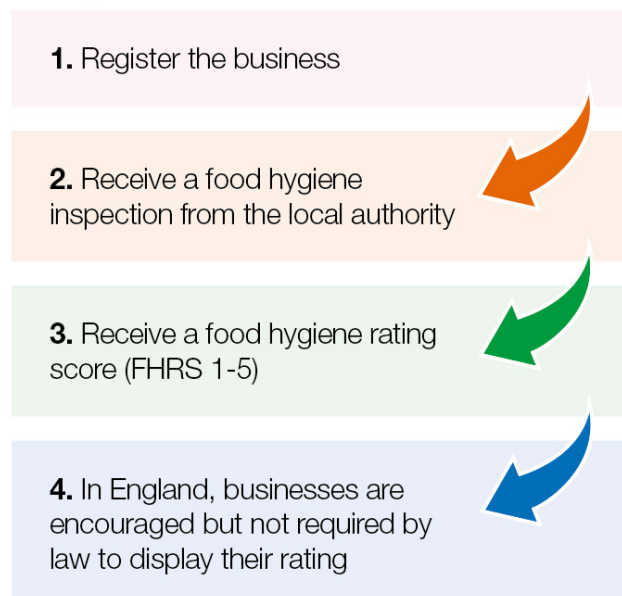 1. Register the business
2. Receive a food hygiene
inspection from the local authority
3. Receive a food hygiene rating
score (FHRS 1-5)
4. In England, businesses are
encouraged but not required by
law to display their rating